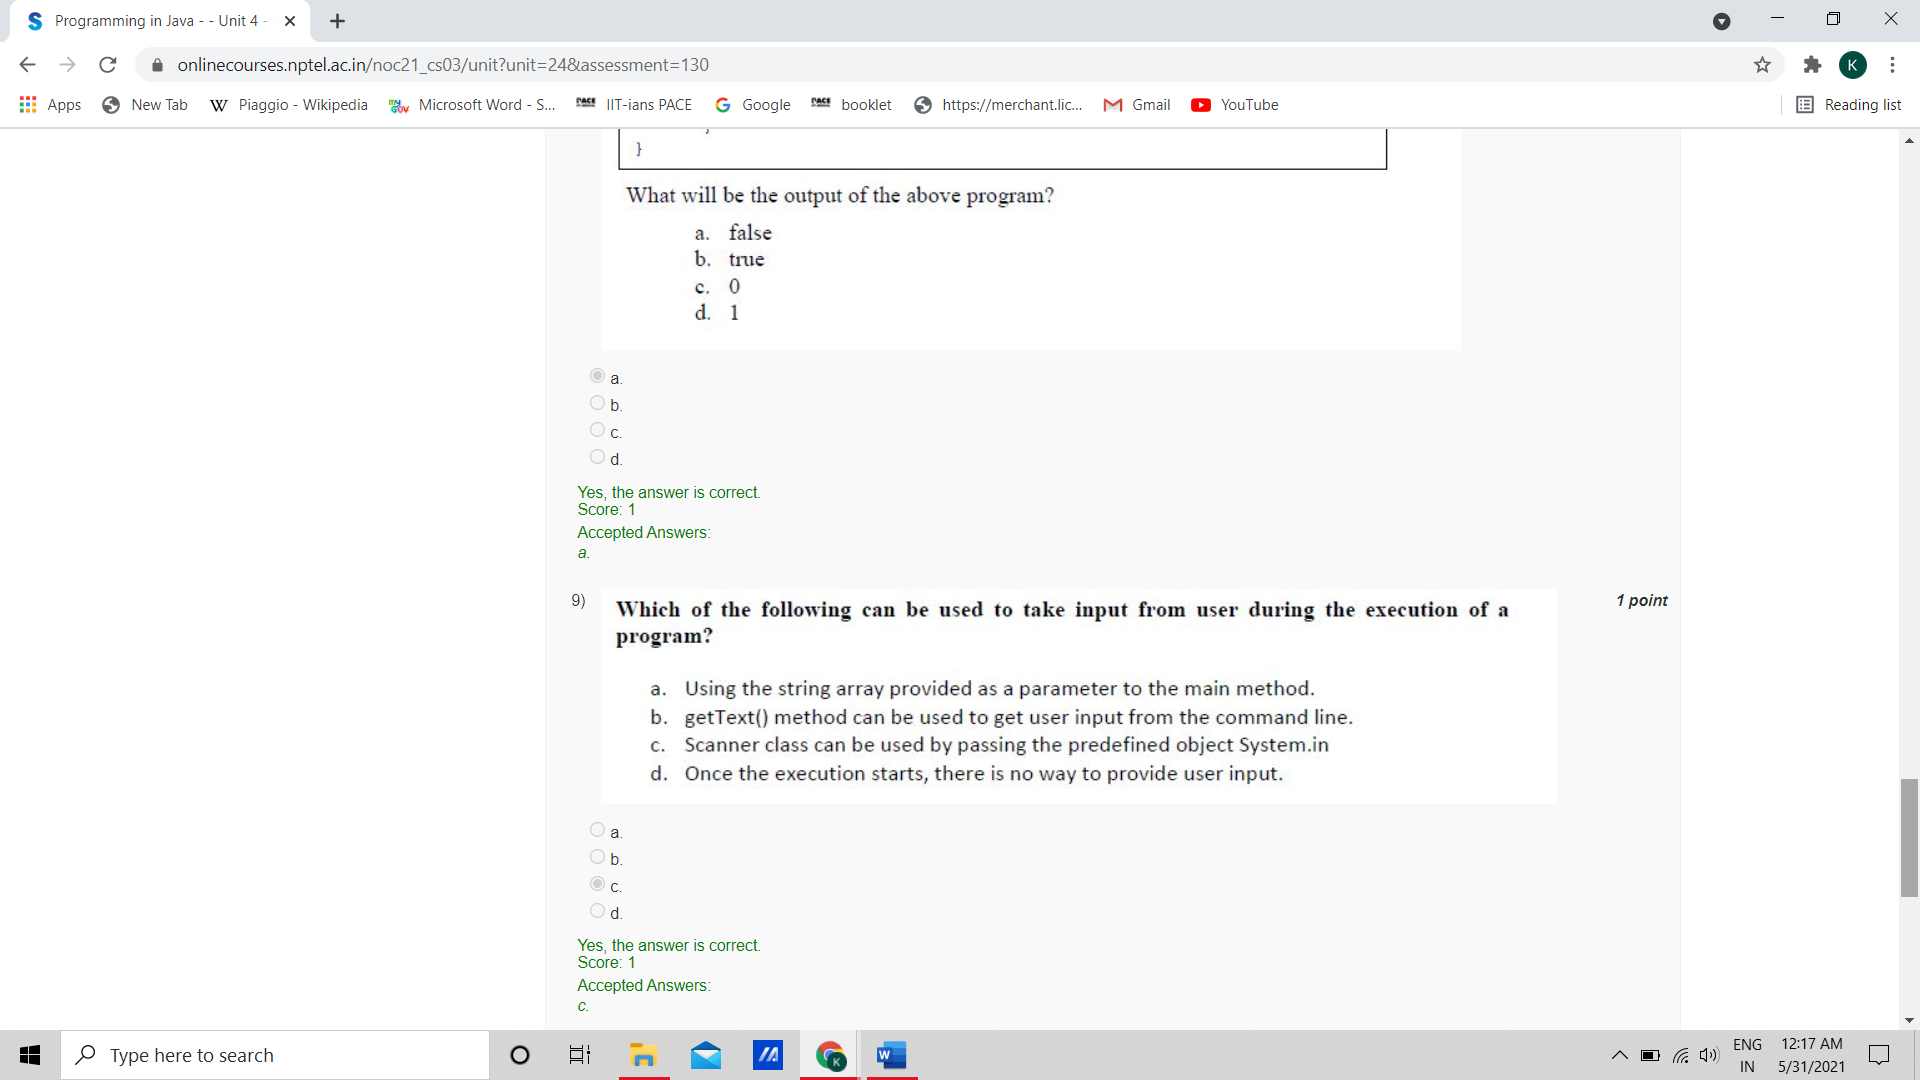 Programming in Java - - Unit 4 -
onlinecourses.nptel.ac.in/noc21_cs03/unit?unit=24&assessment=130
K
Apps
New Tab
W Piaggio - Wikipedia
Microsoft Word - S...
PACE IIT-ians PACE
G Google
PACE booklet
https://merchant.lic...
Gmail
YouTube
Reading list
}
What will be the output of the above program?
a. false
b. true
c. 0
d. 1
a.
b.
c.
d.
Yes, the answer is correct.
Score: 1
Accepted Answers:
a.
9)
Which of the following can be used to take input from user during the execution of a
program?
1 point
a. Using the string array provided as a parameter to the main method.
b. getText() method can be used to get user input from the command line.
c. Scanner class can be used by passing the predefined object System.in
d. Once the execution starts, there is no way to provide user input.
a.
b.
c.
d.
Yes, the answer is correct.
Score: 1
Accepted Answers:
c.
Type here to search
K
W
ENG
IN
12:17 AM
5/31/2021